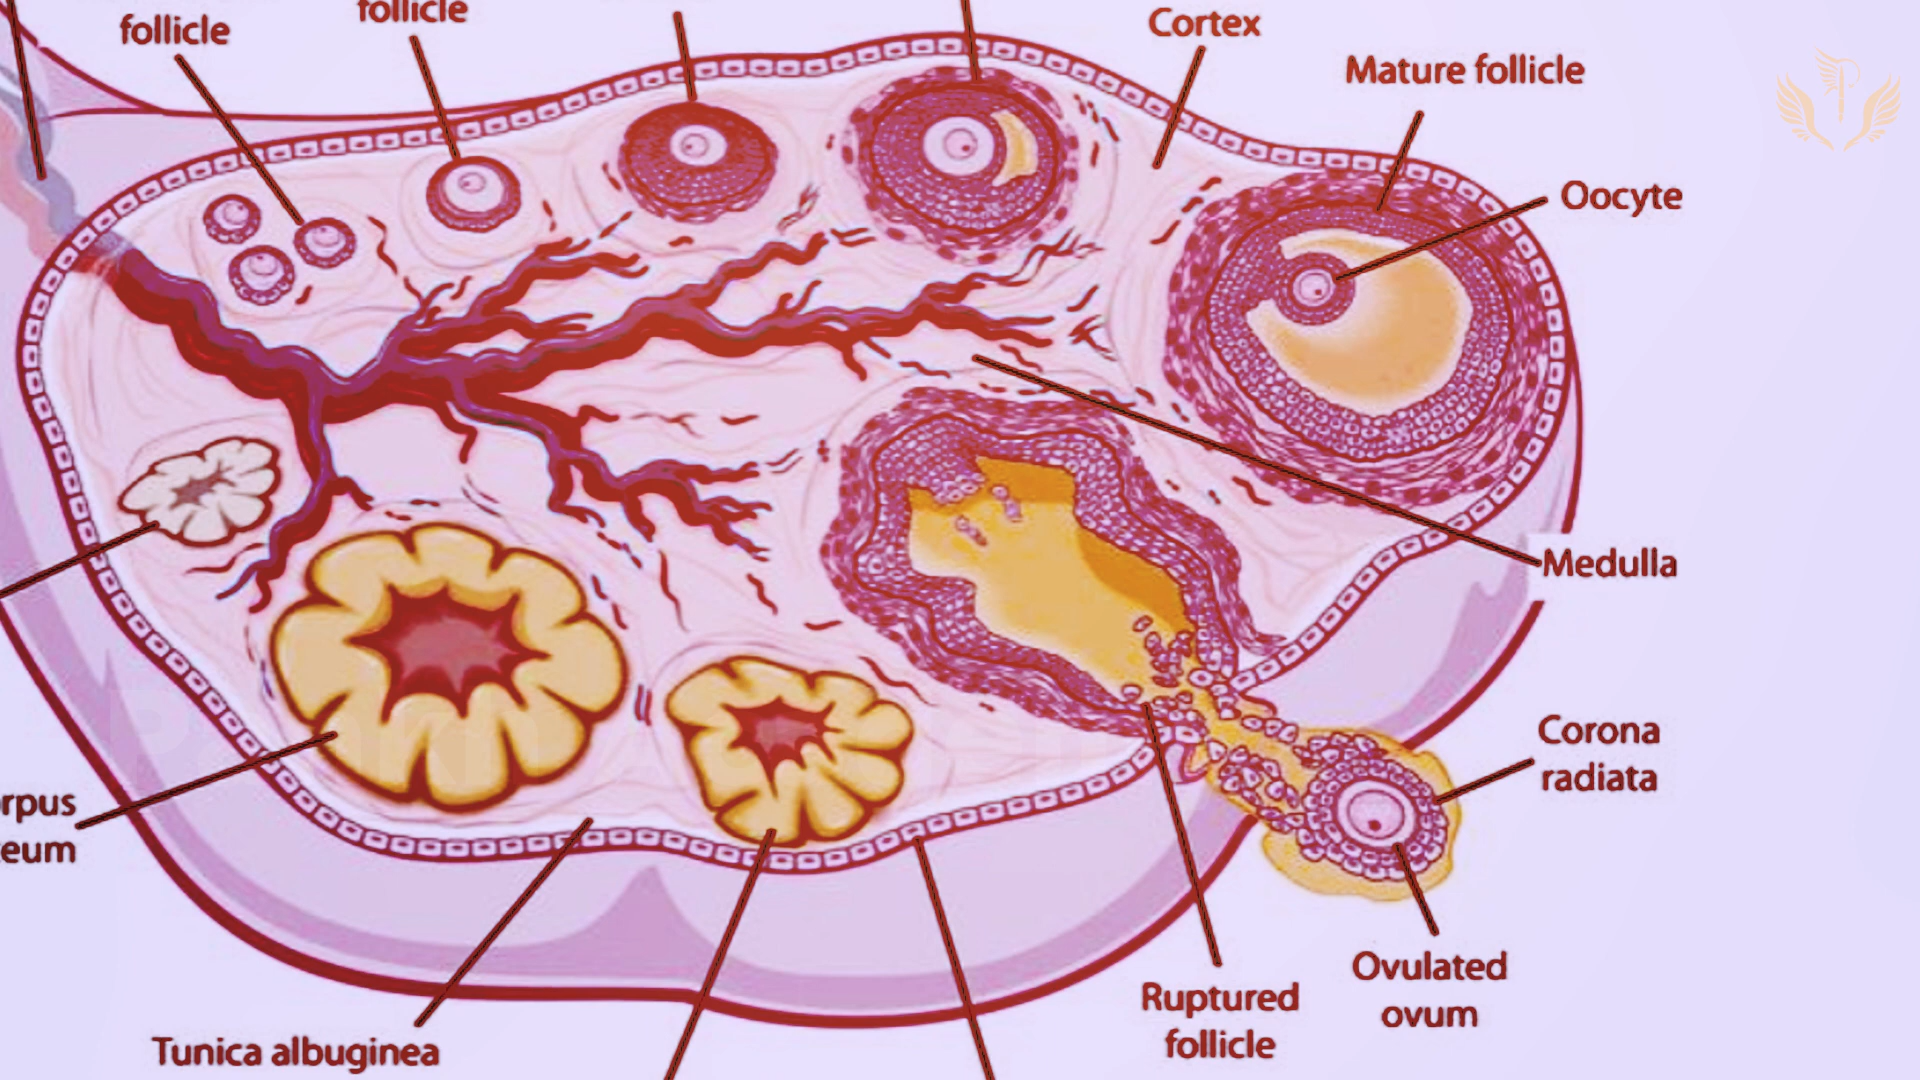 follicle
follicle
Cortex
Mature follicle
Oocyte
Medulla
Corona
radiata
rpus
eum
Ovulated
ovum
Ruptured
follicle
Tunica albuginea